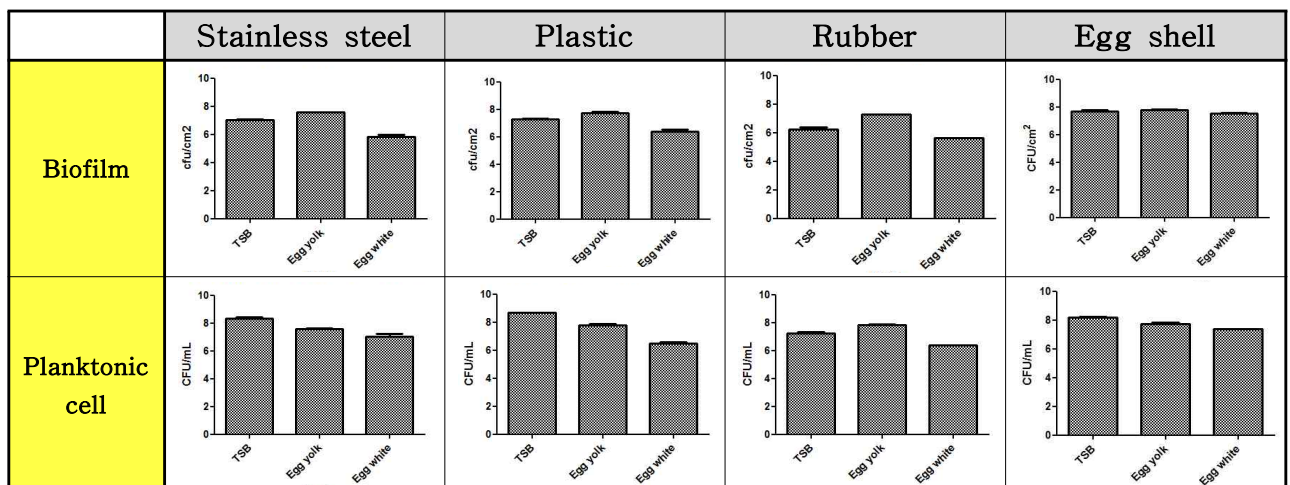 Stainless steel Plastic Rubber Egg shell
Biofilm
cfu/cm2
10
8
6
4
2
0
TSB
Egg yolk
Egg white
cfu/cm2
10
8
6
4
2
0
TSB
Egg yolk
Egg white
cfu/cm2
10
8
6
4
2
0
TSB
Egg yolk
Egg white
CFU/cm²
10
8
6
4
2
0
TSB
Egg yolk
Egg white
Planktonic
cell
CFU/mL
10
8
6
4
2
0
TSB
Egg yolk
Egg white
CFU/mL
10
8
6
4
2
0
TSB
Egg yolk
Egg white
CFU/mL
10
8
6
4
2
0
TSB
Egg yolk
Egg white
CFU/mL
10
8
6
4
2
0
TSB
Egg yolk
Egg white